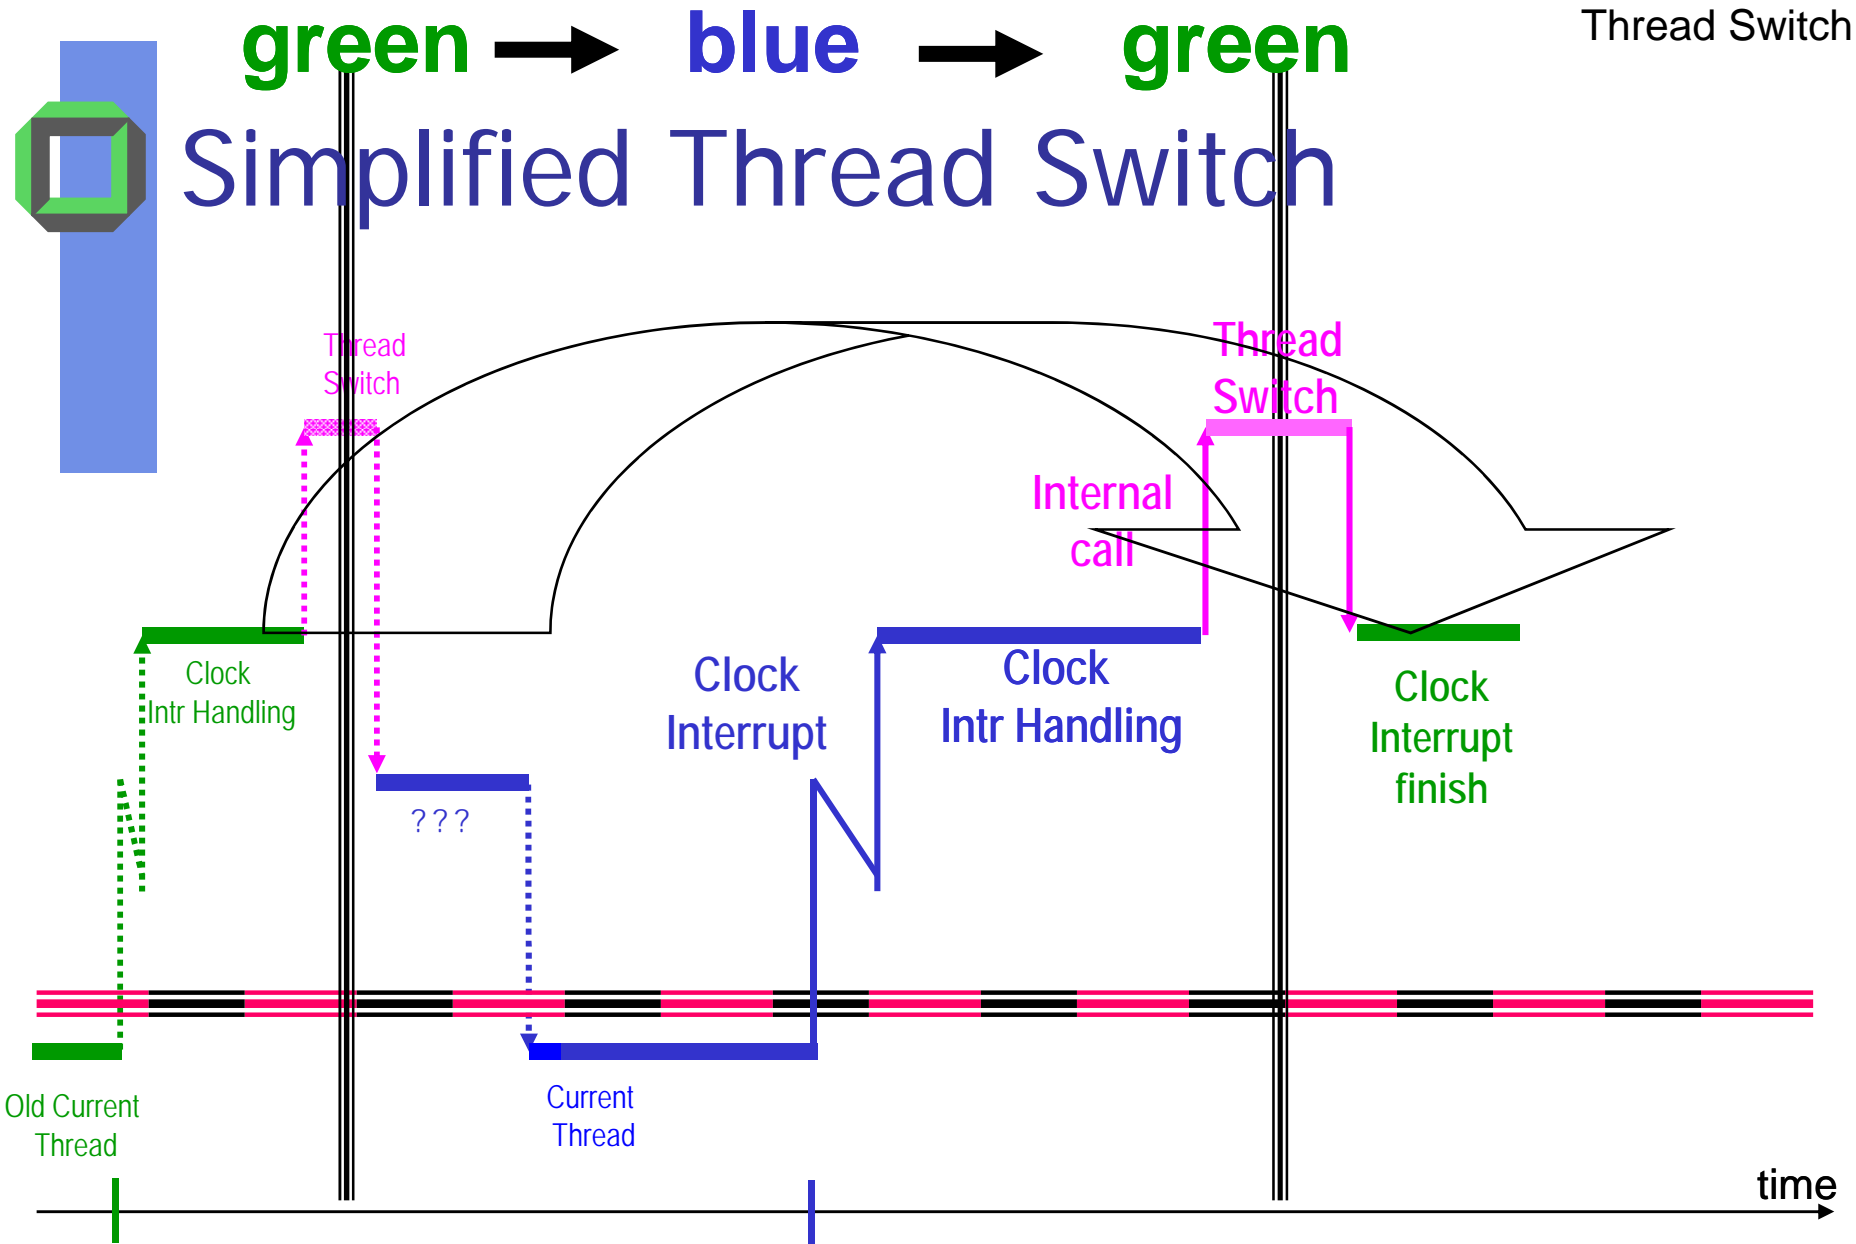 Thread Switch
green blue green
Simplified Thread Switch
Thread
Switch
Thread
Switch
Internal
call
Clock
Intr Handling
Clock
Interrupt
Clock
Intr Handling
Clock
Interrupt
finish
???
Old Current
Thread
Current
Thread
time